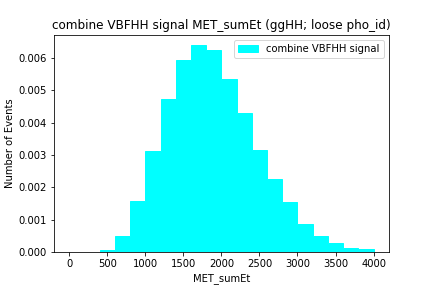 combine VBFHH signal MET_sumEt (ggHH; loose pho_id)
combine VBFHH signal
Number of Events
0.006
0.005
0.004
0.003
0.002
0.001
0.000
0 500 1000 1500 2000 2500 3000 3500 4000
MET_sumEt